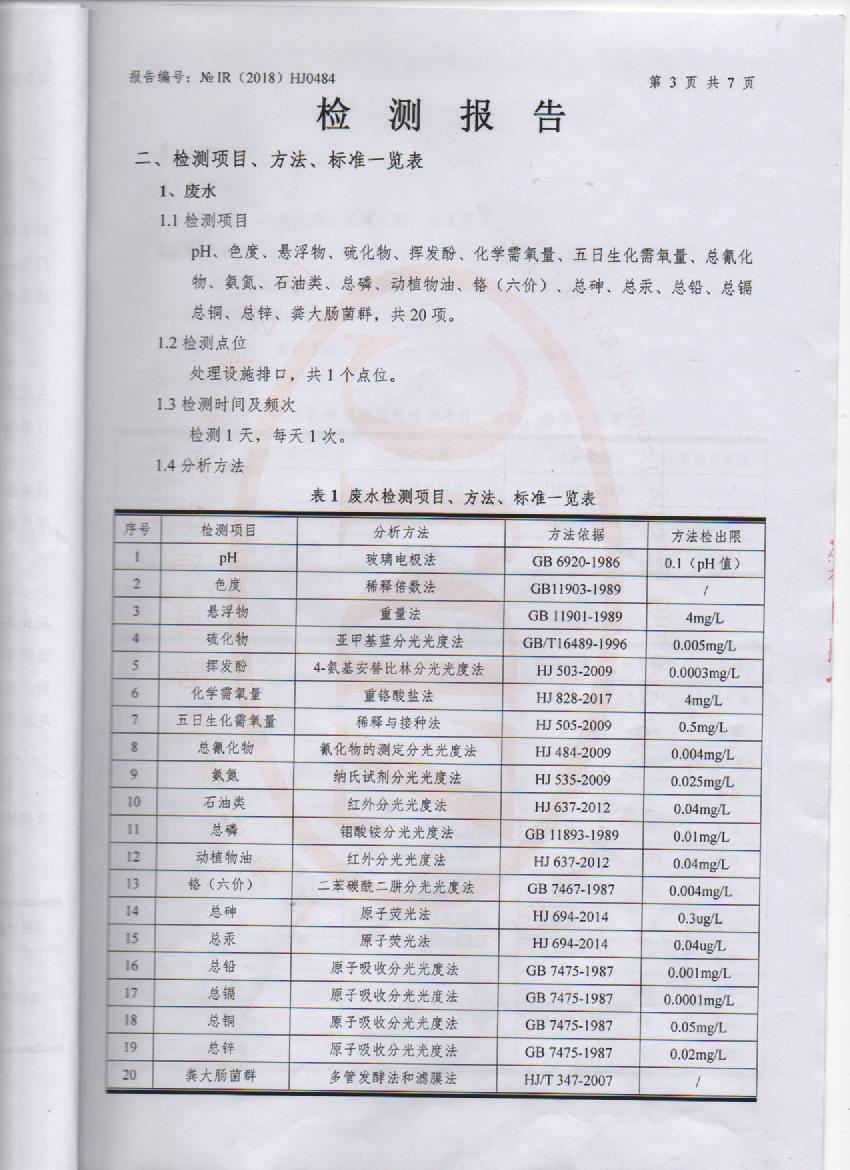 报告编号：№ IR（2018）HJ0484
第 3 页 共 7 页
检 测 报 告
二、检测项目、方法、标准一览表
1、废水
1.1 检测项目
pH、色度、悬浮物、硫化物、挥发酚、化学需氧量、五日生化需氧量、总氰化
物、氨氮、石油类、总磷、动植物油、铬（六价）、总砷、总汞、总铅、总镉
总铜、总锌、粪大肠菌群，共 20 项。
1.2 检测点位
处理设施排口，共 1 个点位。
1.3 检测时间及频次
检测 1 天，每天 1 次。
1.4 分析方法
表 1 废水检测项目、方法、标准一览表
序号 检测项目 分析方法 方法依据 方法检出限
1 pH 玻璃电极法 GB 6920-1986 0.1（pH 值）
2 色度 稀释倍数法 GB11903-1989 /
3 悬浮物 重量法 GB 11901-1989 4mg/L
4 硫化物 亚甲基蓝分光光度法 GB/T16489-1996 0.005mg/L
5 挥发酚 4-氨基安替比林分光光度法 HJ 503-2009 0.0003mg/L
6 化学需氧量 重铬酸盐法 HJ 828-2017 4mg/L
7 五日生化需氧量 稀释与接种法 HJ 505-2009 0.5mg/L
8 总氰化物 氰化物的测定分光光度法 HJ 484-2009 0.004mg/L
9 氨氮 纳氏试剂分光光度法 HJ 535-2009 0.025mg/L
10 石油类 红外分光光度法 HJ 637-2012 0.04mg/L
11 总磷 钼酸铵分光光度法 GB 11893-1989 0.01mg/L
12 动植物油 红外分光光度法 HJ 637-2012 0.04mg/L
13 铬（六价） 二苯碳酰二肼分光光度法 GB 7467-1987 0.004mg/L
14 总砷 原子荧光法 HJ 694-2014 0.3ug/L
15 总汞 原子荧光法 HJ 694-2014 0.04ug/L
16 总铅 原子吸收分光光度法 GB 7475-1987 0.001mg/L
17 总镉 原子吸收分光光度法 GB 7475-1987 0.0001mg/L
18 总铜 原子吸收分光光度法 GB 7475-1987 0.05mg/L
19 总锌 原子吸收分光光度法 GB 7475-1987 0.02mg/L
20 粪大肠菌群 多管发酵法和滤膜法 HJ/T 347-2007 /